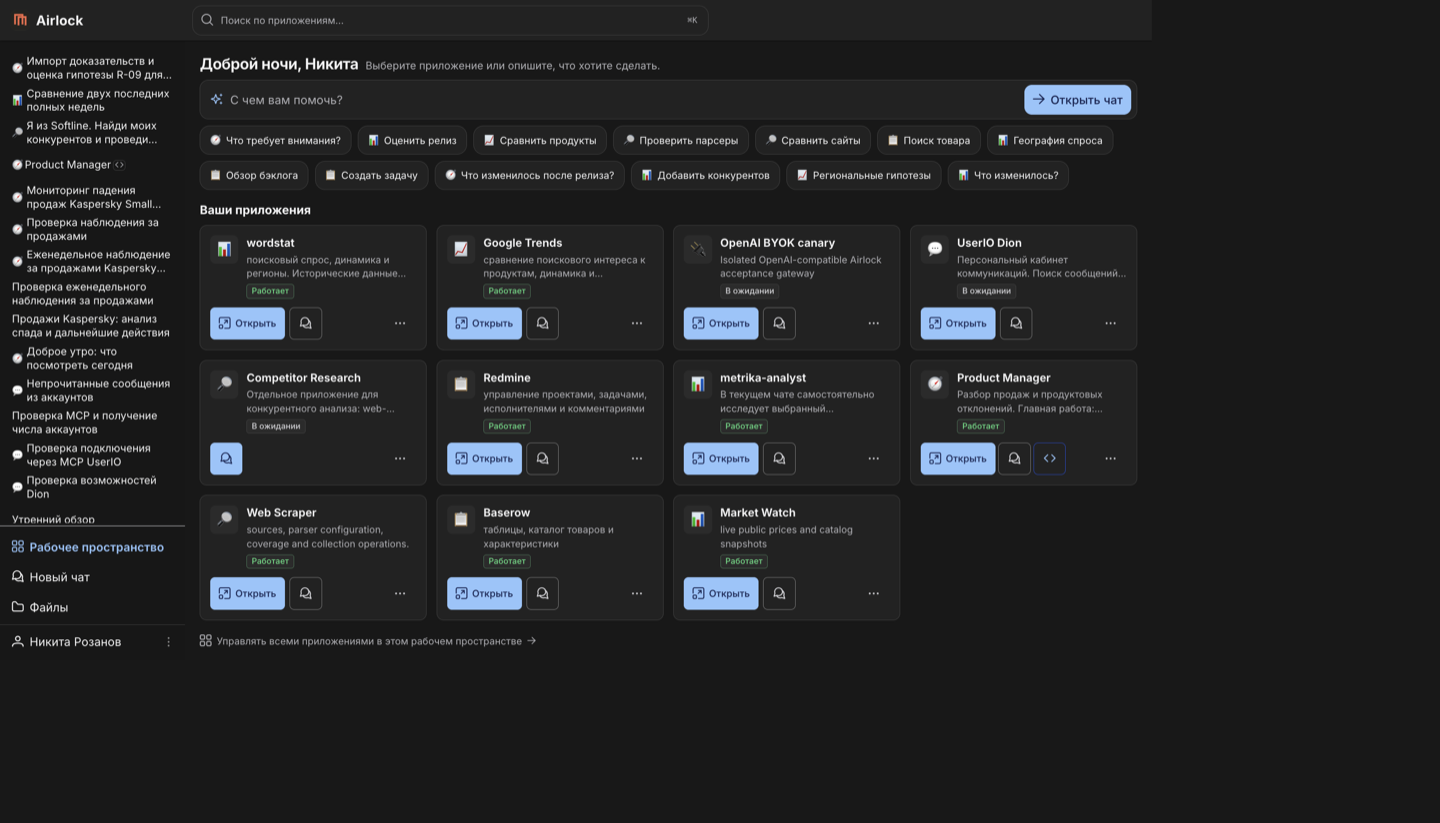 Airlock
Поиск по приложениям...
⌘K
Импорт доказательств и
оценка гипотезы R-09 для...
Сравнение двух последних
полных недель
Я из Softline. Найди моих
конкурентов и проведи...
Product Manager
Мониторинг падения
продаж Kaspersky Small...
Проверка наблюдения за
продажами
Еженедельное наблюдение
за продажами Kaspersky...
Проверка еженедельного
наблюдения за продажами
Продажи Kaspersky: анализ
спада и дальнейшие действия
Доброе утро: что
посмотреть сегодня
Непрочитанные сообщения
из аккаунтов
Проверка MCP и получение
числа аккаунтов
Проверка подключения
через MCP UserIO
Проверка возможностей
Dion
Утренний обзор
Рабочее пространство
Новый чат
Файлы
Никита Розанов
Доброй ночи, Никита Выберите приложение или опишите, что хотите сделать.
С чем вам помочь?
Открыть чат
Что требует внимания?
Оценить релиз
Сравнить продукты
Проверить парсеры
Сравнить сайты
Поиск товара
География спроса
Обзор бэклога
Создать задачу
Что изменилось после релиза?
Добавить конкурентов
Региональные гипотезы
Что изменилось?
Ваши приложения
wordstat
поисковый спрос, динамика и
регионы. Исторические данные...
Работает
Открыть
Google Trends
сравнение поискового интереса к
продуктам, динамика и...
Работает
Открыть
OpenAI BYOK canary
Isolated OpenAI-compatible Airlock
acceptance gateway
В ожидании
Открыть
UserIO Dion
Персональный кабинет
коммуникаций. Поиск сообщений...
В ожидании
Открыть
Competitor Research
Отдельное приложение для
конкурентного анализа: web-...
В ожидании
Redmine
управление проектами, задачами,
исполнителями и комментариями
Работает
Открыть
metrika-analyst
В текущем чате самостоятельно
исследует выбранный...
Работает
Открыть
Product Manager
Разбор продаж и продуктовых
отклонений. Главная работа:...
Работает
Открыть
Web Scraper
sources, parser configuration,
coverage and collection operations.
Работает
Открыть
Baserow
таблицы, каталог товаров и
характеристики
Работает
Открыть
Market Watch
live public prices and catalog
snapshots
Работает
Открыть
Управлять всеми приложениями в этом рабочем пространстве →